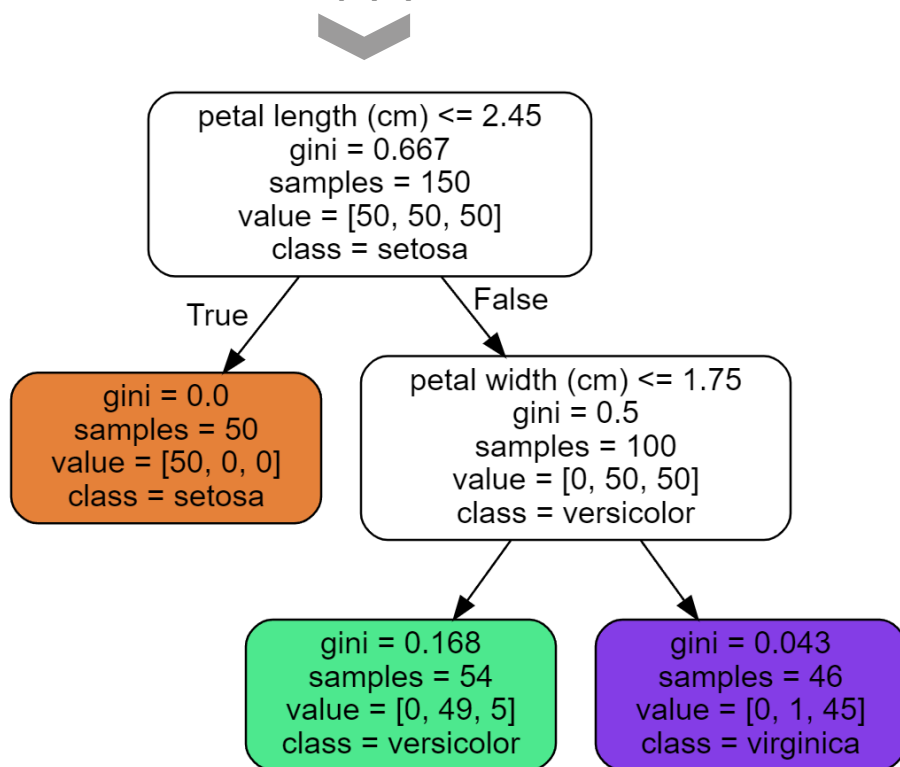 petal length (cm) <= 2.45
gini = 0.667
samples = 150
value = [50, 50, 50]
class = setosa
True
False
gini = 0.0
samples = 50
value = [50, 0, 0]
class = setosa
petal width (cm) <= 1.75
gini = 0.5
samples = 100
value = [0, 50, 50]
class = versicolor
gini = 0.168
samples = 54
value = [0, 49, 5]
class = versicolor
gini = 0.043
samples = 46
value = [0, 1, 45]
class = virginica